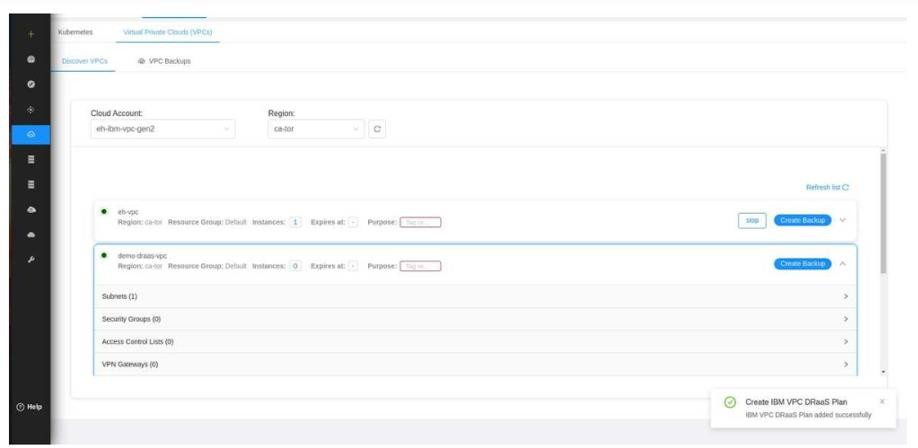 Kubernetes Virtual Private Clouds (VPCs)
Discover VPCs VPC Backups
Cloud Account: Region:
eh-ibm-vpc-gen2 ca-tor
Refresh list
eh-vpc
Region: ca-tor Resource Group: Default Instances: 1 Expires at: - Purpose: Tag re...
stop Create Backup
demo-draas-vpc
Region: ca-tor Resource Group: Default Instances: 0 Expires at: - Purpose: Tag re...
Create Backup
Subnets (1)
Security Groups (0)
Access Control Lists (0)
VPN Gateways (0)
Help
Create IBM VPC DRaaS Plan
IBM VPC DRaaS Plan added successfully